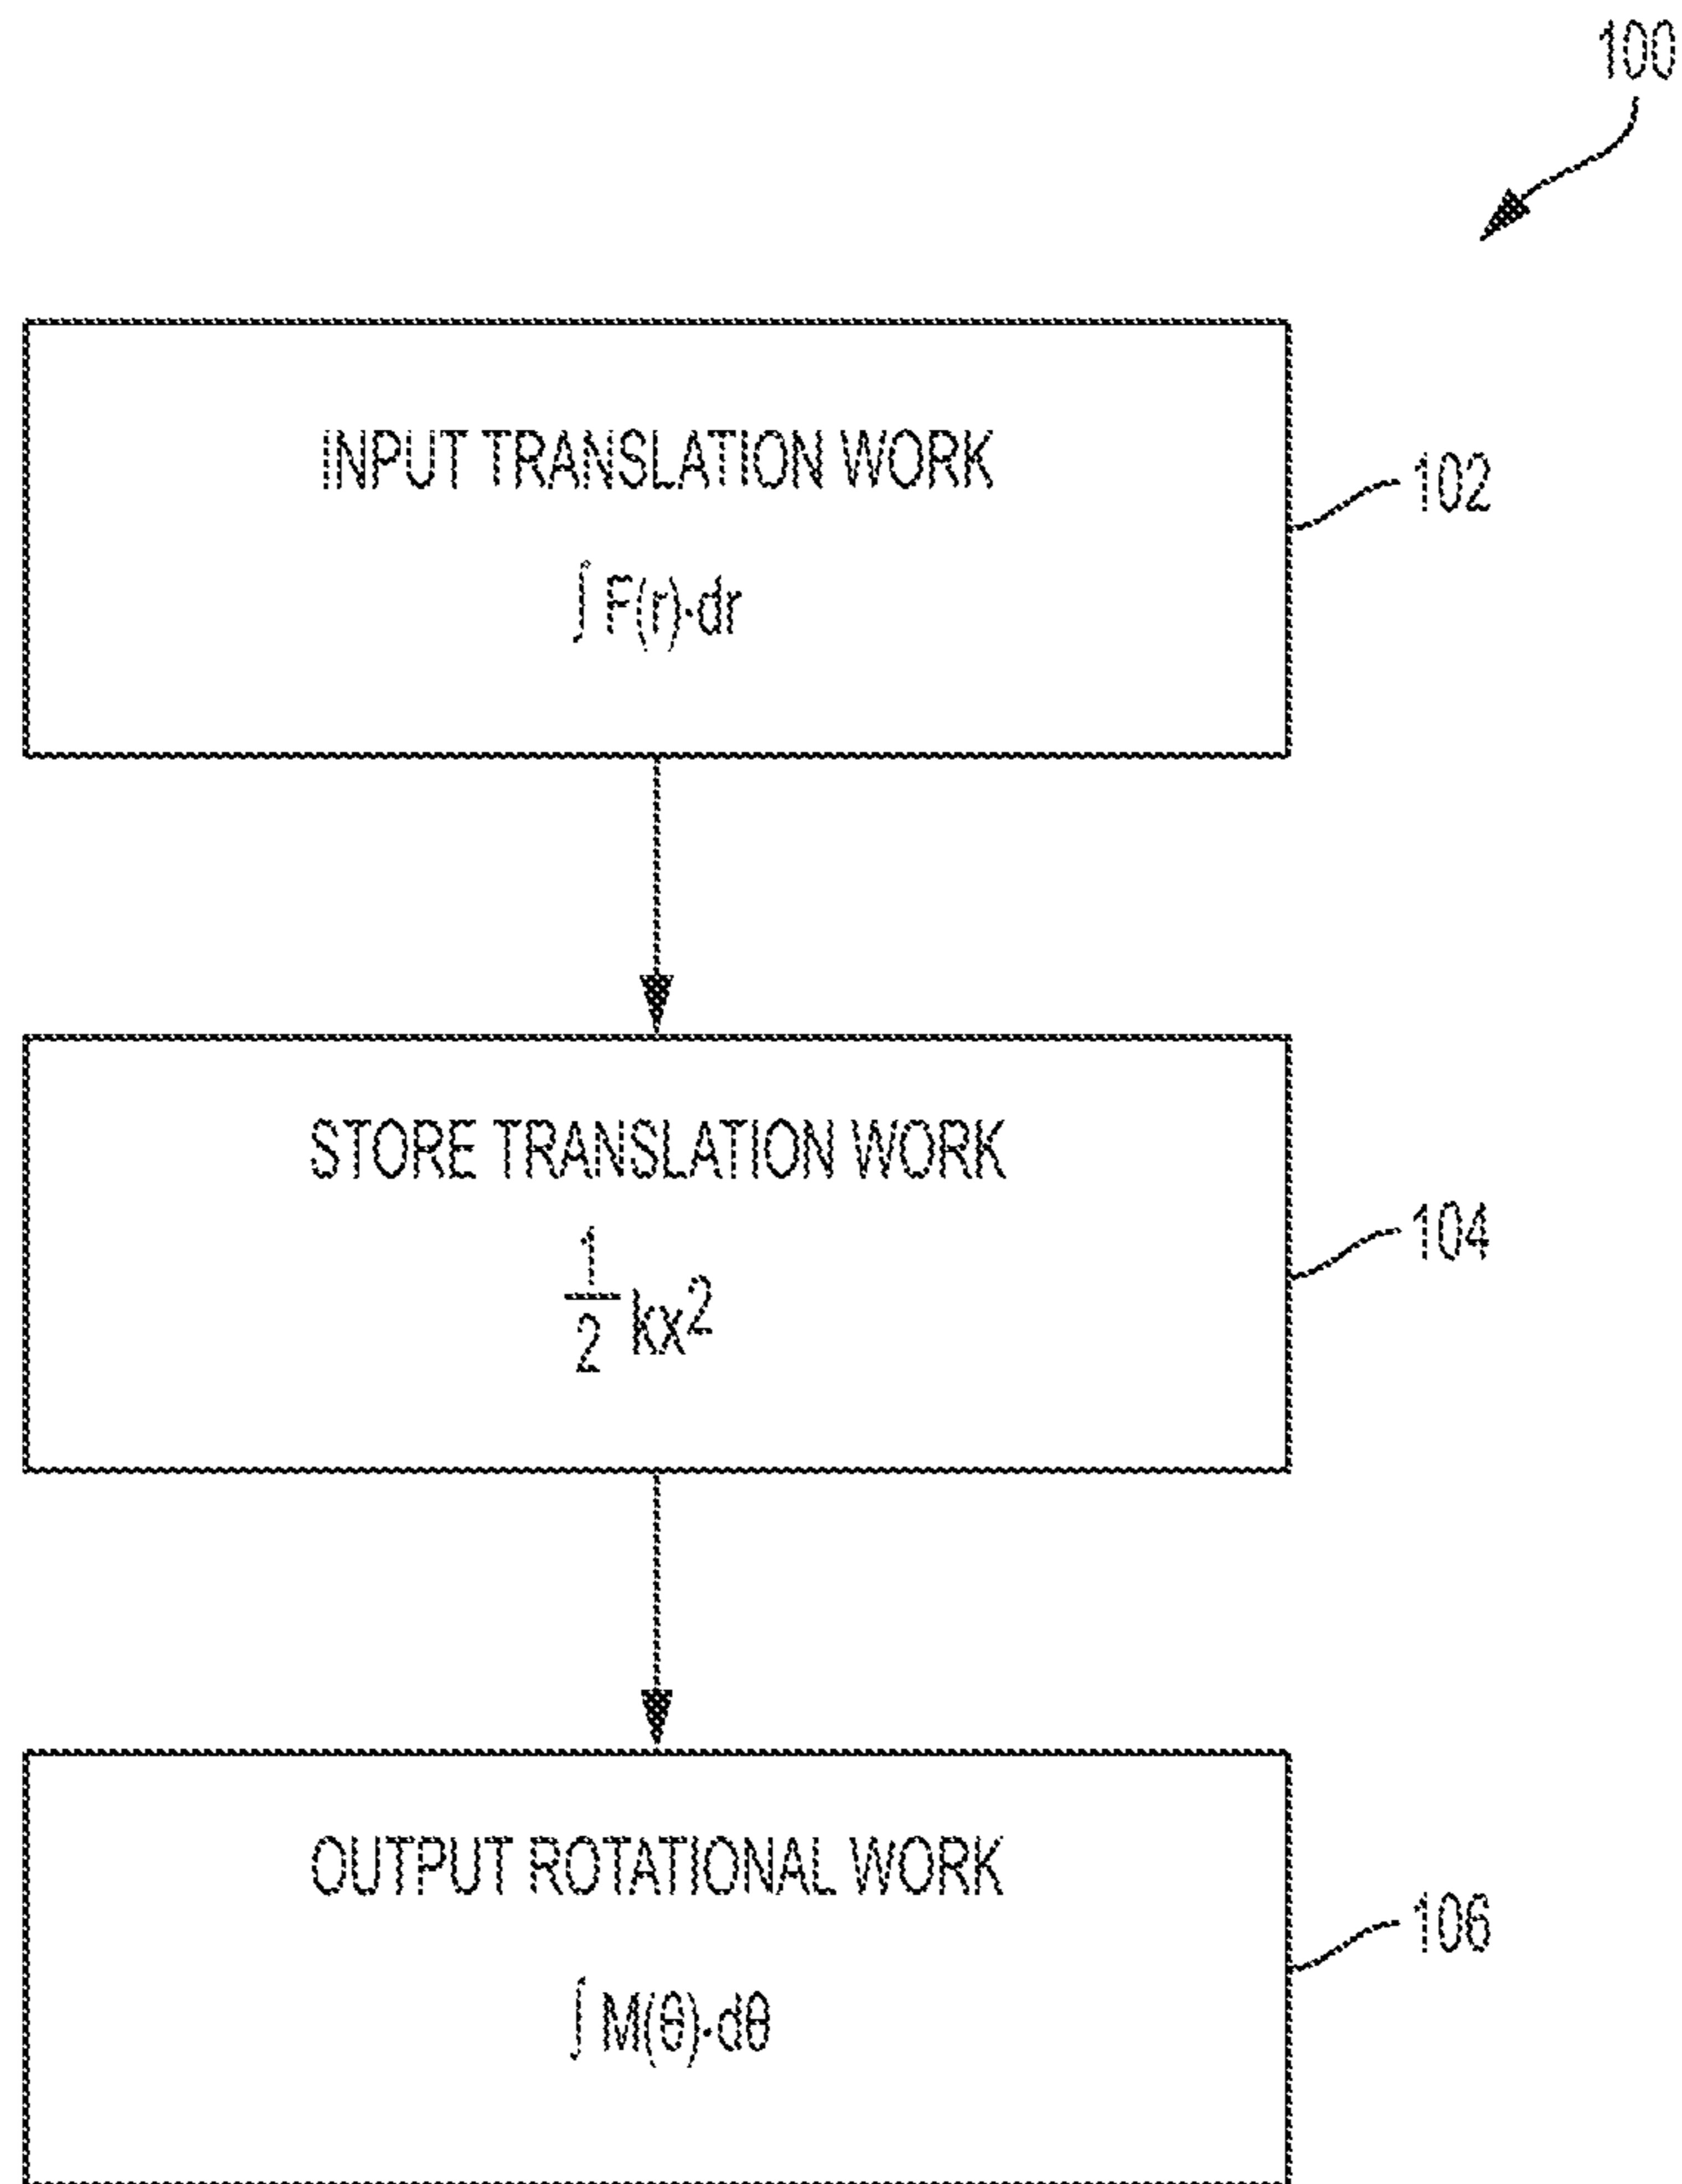 100
INPUT TRANSLATION WORK
∫ F(r)·dr
102
STORE TRANSLATION WORK
1/2 kx²
104
OUTPUT ROTATIONAL WORK
∫ M(θ)·dθ
106